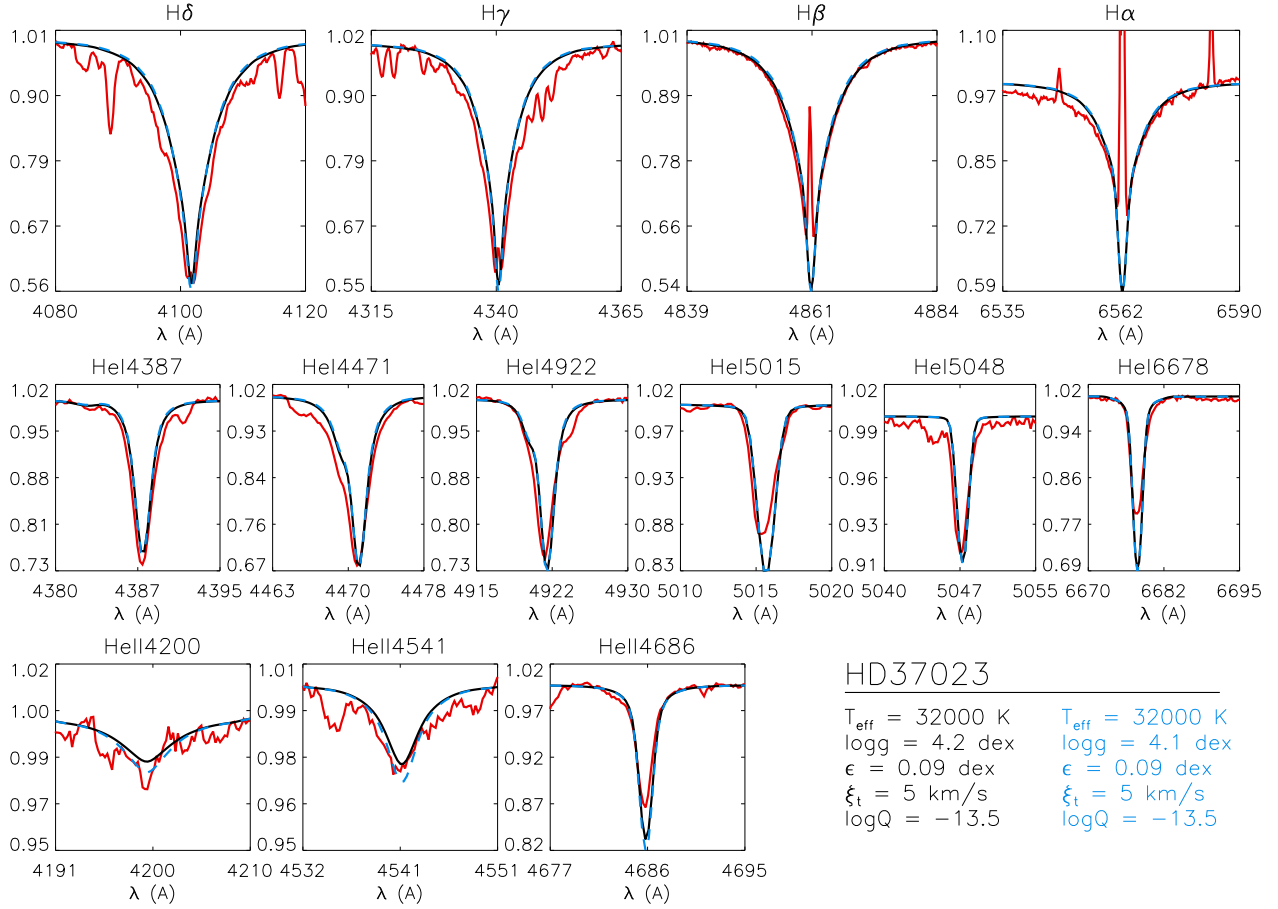 Hδ Hγ Hβ Hα
1.01 0.90 0.79 0.67 0.56
4080 4100 4120
λ (A)
1.02 0.90 0.79 0.67 0.55
4315 4340 4365
λ (A)
1.01 0.89 0.78 0.66 0.54
4839 4861 4884
λ (A)
1.10 0.97 0.85 0.72 0.59
6535 6562 6590
λ (A)
HeI4387 HeI4471 HeI4922 HeI5015 HeI5048 HeI6678
1.02 0.95 0.88 0.81 0.73
4380 4387 4395
λ (A)
1.02 0.93 0.84 0.76 0.67
4463 4470 4478
λ (A)
1.02 0.95 0.88 0.80 0.73
4915 4922 4930
λ (A)
1.02 0.97 0.93 0.88 0.83
5010 5015 5020
λ (A)
1.02 0.99 0.96 0.93 0.91
5040 5047 5055
λ (A)
1.02 0.94 0.86 0.77 0.69
6670 6682 6695
λ (A)
HeII4200 HeII4541 HeII4686
1.02 1.00 0.99 0.97 0.95
4191 4200 4210
λ (A)
1.01 0.99 0.98 0.96 0.95
4532 4541 4551
λ (A)
1.02 0.97 0.92 0.87 0.82
4677 4686 4695
λ (A)
HD37023
Teff = 32000 K
logg = 4.2 dex
ϵ = 0.09 dex
ξt = 5 km/s
logQ = −13.5
Teff = 32000 K
logg = 4.1 dex
ϵ = 0.09 dex
ξt = 5 km/s
logQ = −13.5